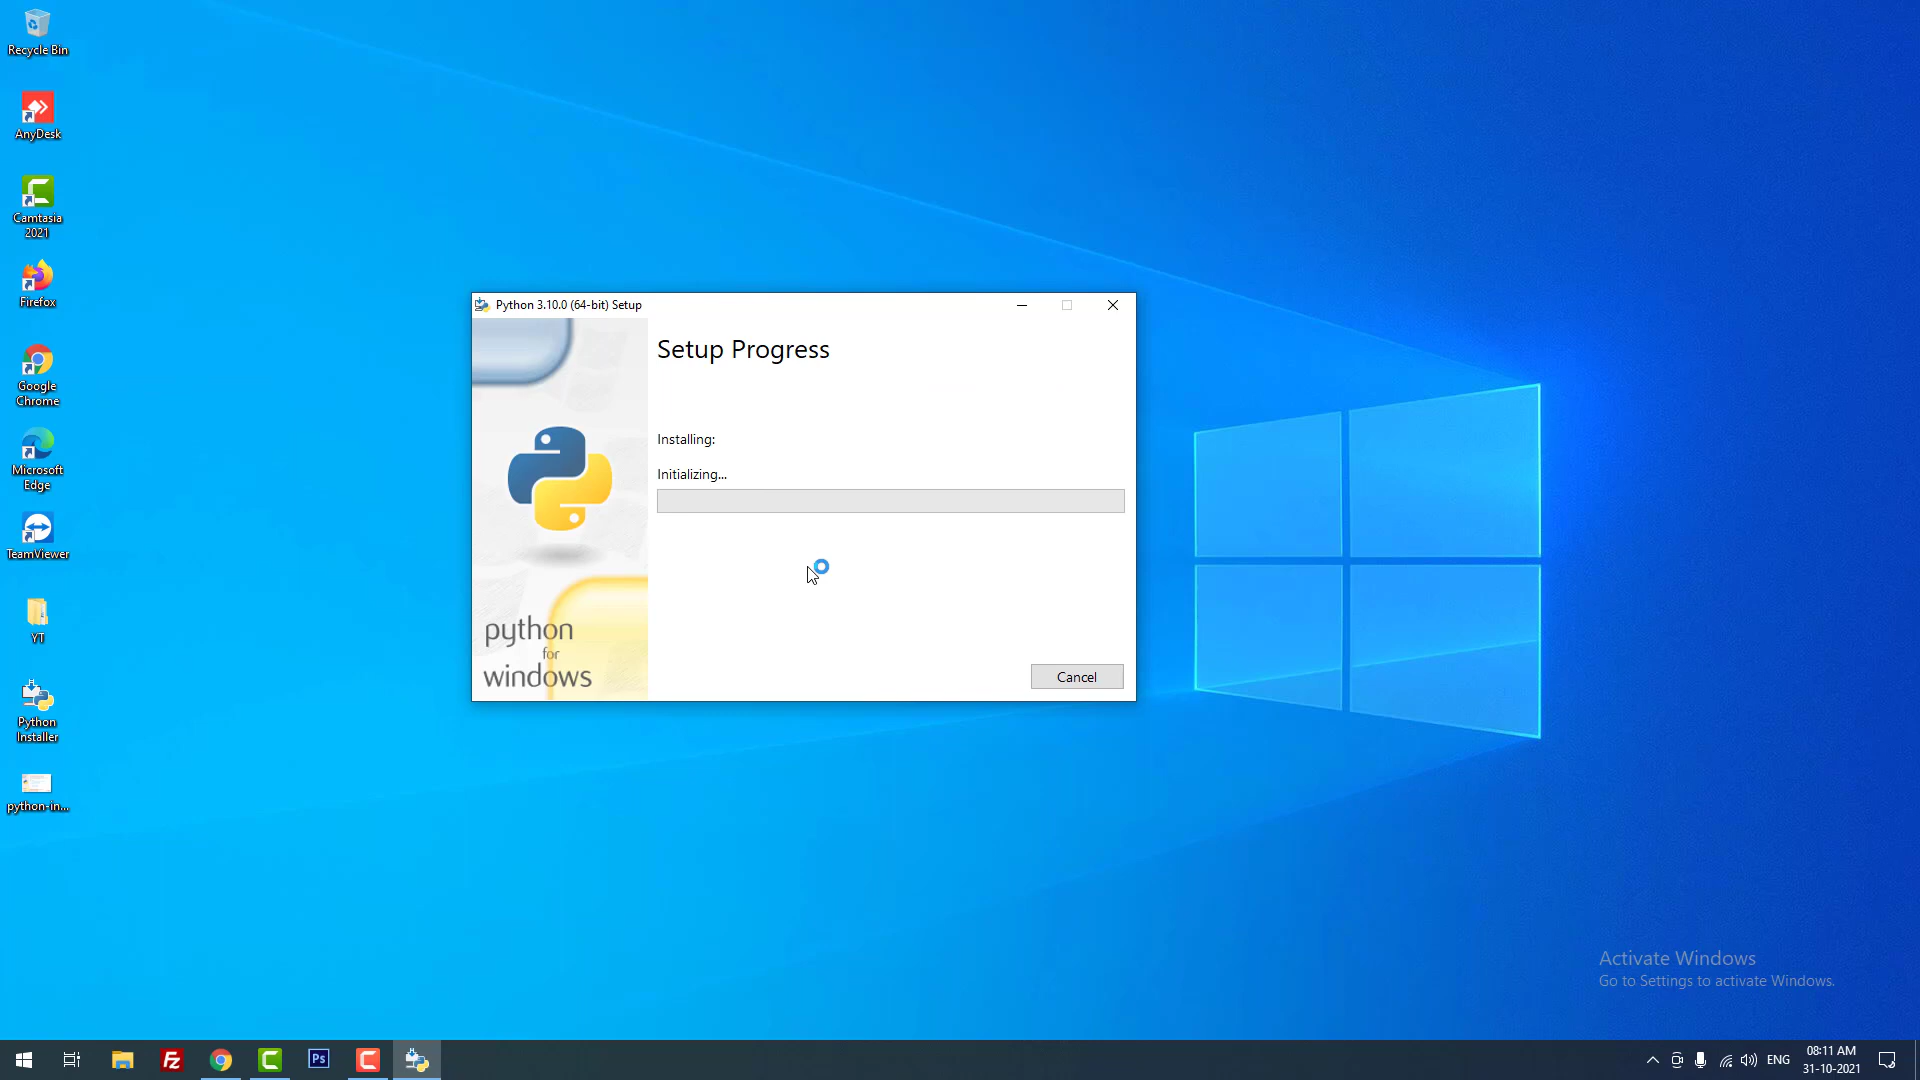 Recycle Bin
AnyDesk
Camtasia
2021
Firefox
Google
Chrome
Microsoft
Edge
TeamViewer
YT
Python
Installer
python-in...
Python 3.10.0 (64-bit) Setup
Setup Progress
Installing:
Initializing...
python
for
windows
Cancel
Activate Windows
Go to Settings to activate Windows.
Fz
Ps
ENG
08:11 AM
31-10-2021